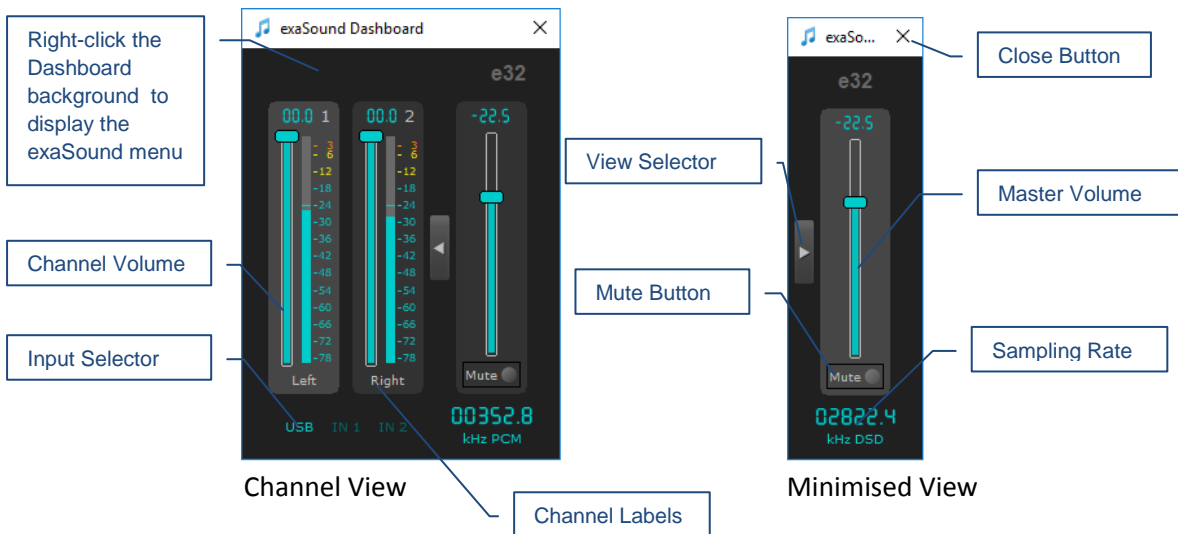 Right-click the
Dashboard
background to
display the
exaSound menu
Channel Volume
Input Selector
exaSound Dashboard
e32
00.0 1
00.0 2
-22.5
- 3
- 6
-12
-18
-24
-30
-36
-42
-48
-54
-60
-66
-72
-78
- 3
- 6
-12
-18
-24
-30
-36
-42
-48
-54
-60
-66
-72
-78
Left
Right
Mute
USB IN 1 IN 2
00352.8
kHz PCM
Channel View
Channel Labels
View Selector
Mute Button
exaSo...
e32
-22.5
Mute
02822.4
kHz DSD
Minimised View
Close Button
Master Volume
Sampling Rate